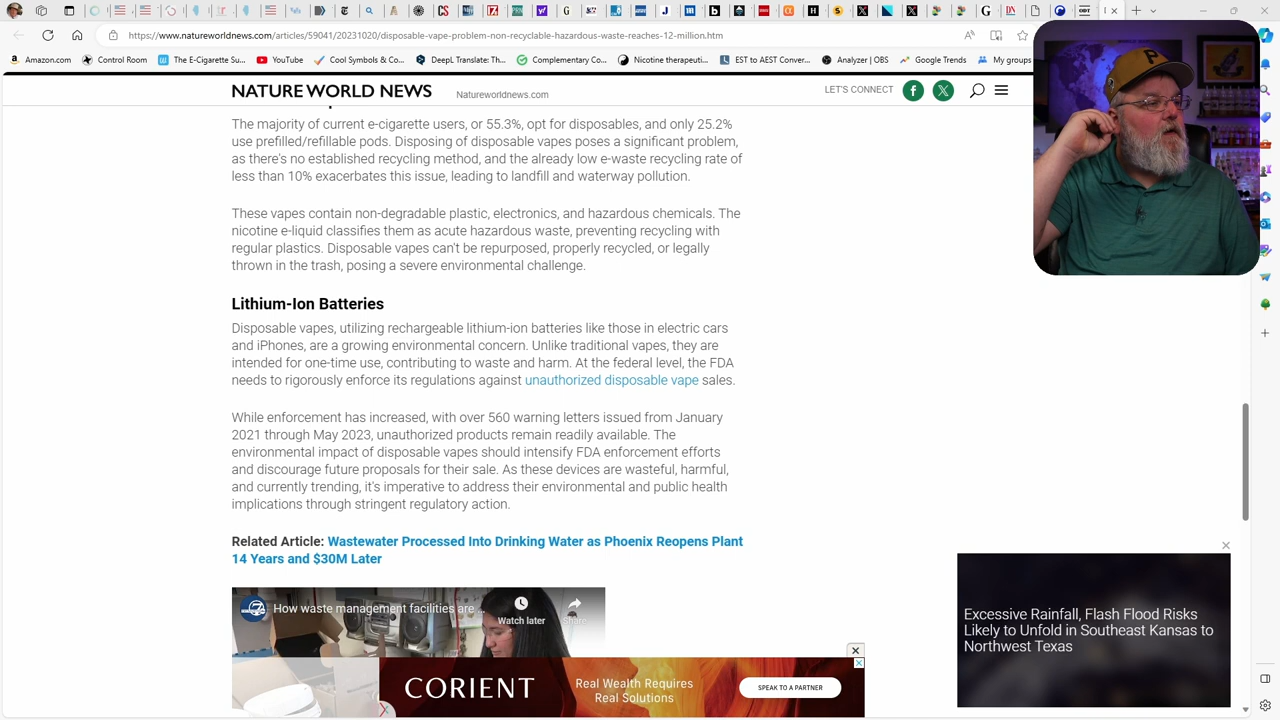 https://www.natureworldnews.com/articles/59041/20231020/disposable-vape-problem-non-recyclable-hazardous-waste-reaches-12-million.htm
Amazon.com
Control Room
The E-Cigarette Su...
YouTube
Cool Symbols & Co...
DeepL Translate: Th...
Complementary Co...
Nicotine therapeuti...
EST to AEST Conver...
Analyzer | OBS
Google Trends
My groups
NATURE WORLD NEWS
Natureworldnews.com
LET'S CONNECT
The majority of current e-cigarette users, or 55.3%, opt for disposables, and only 25.2%
use prefilled/refillable pods. Disposing of disposable vapes poses a significant problem,
as there's no established recycling method, and the already low e-waste recycling rate of
less than 10% exacerbates this issue, leading to landfill and waterway pollution.
These vapes contain non-degradable plastic, electronics, and hazardous chemicals. The
nicotine e-liquid classifies them as acute hazardous waste, preventing recycling with
regular plastics. Disposable vapes can't be repurposed, properly recycled, or legally
thrown in the trash, posing a severe environmental challenge.
Lithium-Ion Batteries
Disposable vapes, utilizing rechargeable lithium-ion batteries like those in electric cars
and iPhones, are a growing environmental concern. Unlike traditional vapes, they are
intended for one-time use, contributing to waste and harm. At the federal level, the FDA
needs to rigorously enforce its regulations against unauthorized disposable vape sales.
While enforcement has increased, with over 560 warning letters issued from January
2021 through May 2023, unauthorized products remain readily available. The
environmental impact of disposable vapes should intensify FDA enforcement efforts
and discourage future proposals for their sale. As these devices are wasteful, harmful,
and currently trending, it's imperative to address their environmental and public health
implications through stringent regulatory action.
Related Article: Wastewater Processed Into Drinking Water as Phoenix Reopens Plant
14 Years and $30M Later
How waste management facilities are ...
Watch later
Share
CORIENT
Real Wealth Requires
Real Solutions
SPEAK TO A PARTNER
Excessive Rainfall, Flash Flood Risks
Likely to Unfold in Southeast Kansas to
Northwest Texas